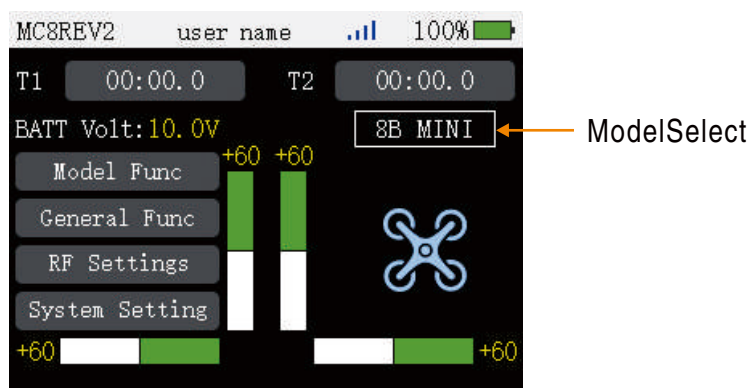 MC8REV2 user name 100%
T1 00:00.0 T2 00:00.0
BATT Volt:10.0V 8B MINI ModelSelect
+60 +60
Model Func
General Func
RF Settings
System Setting
+60 +60